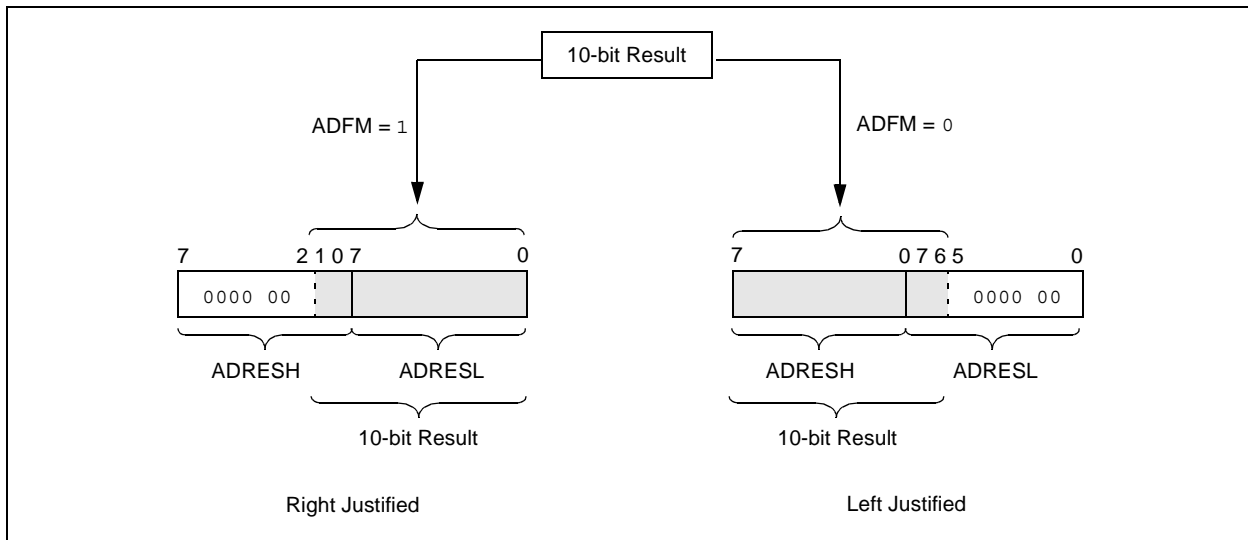 10-bit Result
ADFM = 1
ADFM = 0
7 2 1 0 7 0
7 0 7 6 5 0
0000 00
0000 00
ADRESH ADRESL
ADRESH ADRESL
10-bit Result
10-bit Result
Right Justified
Left Justified